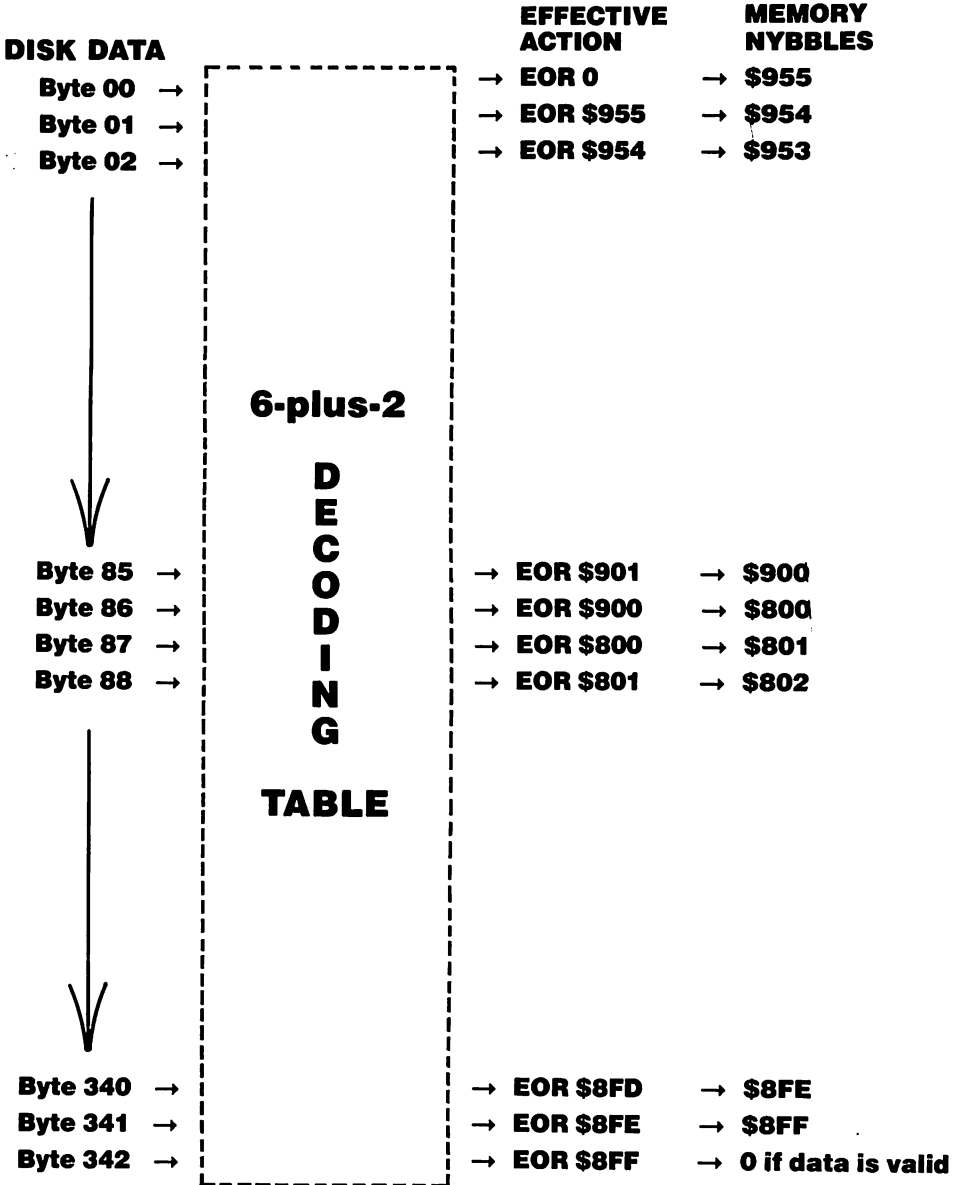 EFFECTIVE ACTION MEMORY NYBBLES
DISK DATA
Byte 00 → → EOR 0 → $955
Byte 01 → → EOR $955 → $954
Byte 02 → → EOR $954 → $953
6-plus-2
DECODING
TABLE
Byte 85 → → EOR $901 → $900
Byte 86 → → EOR $900 → $800
Byte 87 → → EOR $800 → $801
Byte 88 → → EOR $801 → $802
Byte 340 → → EOR $8FD → $8FE
Byte 341 → → EOR $8FE → $8FF
Byte 342 → → EOR $8FF → 0 if data is valid